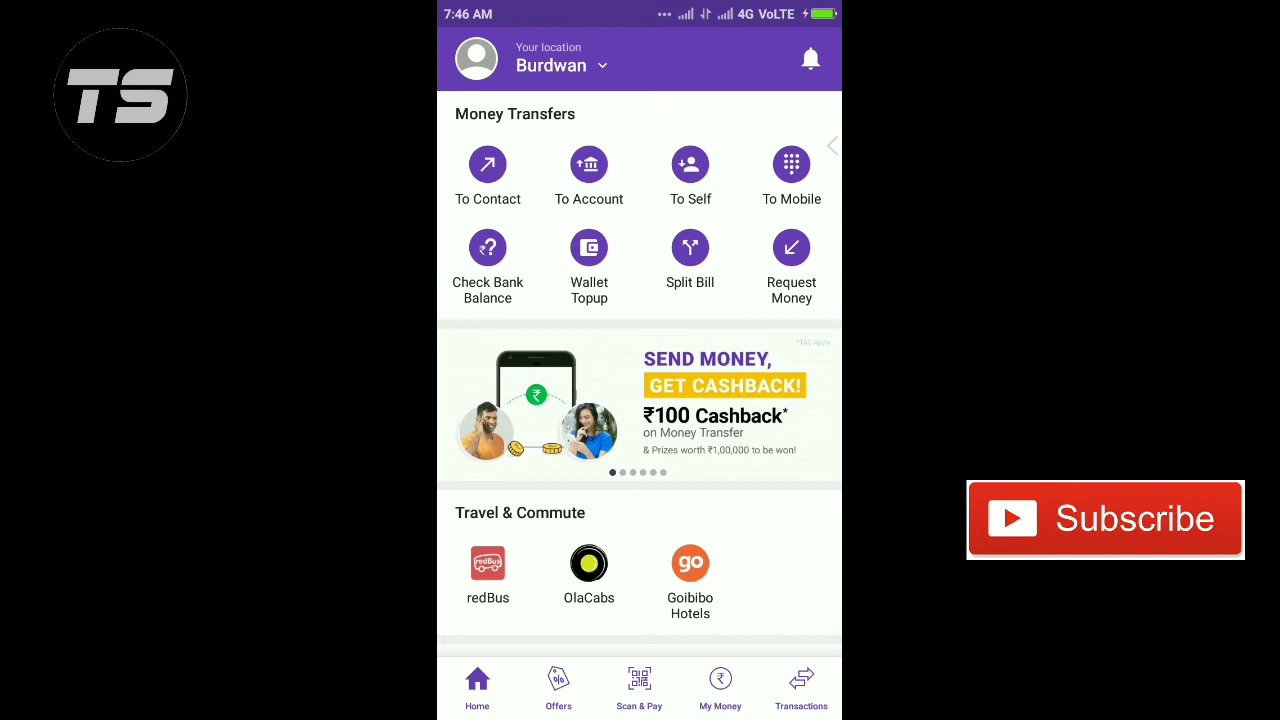 TS
7:46 AM
4G VoLTE
Your location
Burdwan
Money Transfers
To Contact
To Account
To Self
To Mobile
₹?
Check Bank
Balance
Wallet
Topup
Split Bill
Request
Money
*T&C Apply
SEND MONEY,
GET CASHBACK!
₹100 Cashback*
on Money Transfer
& Prizes worth ₹1,00,000 to be won!
₹
Travel & Commute
redBus
redBus
OlaCabs
go
Goibibo
Hotels
Subscribe
%
₹
Home
Offers
Scan & Pay
My Money
Transactions